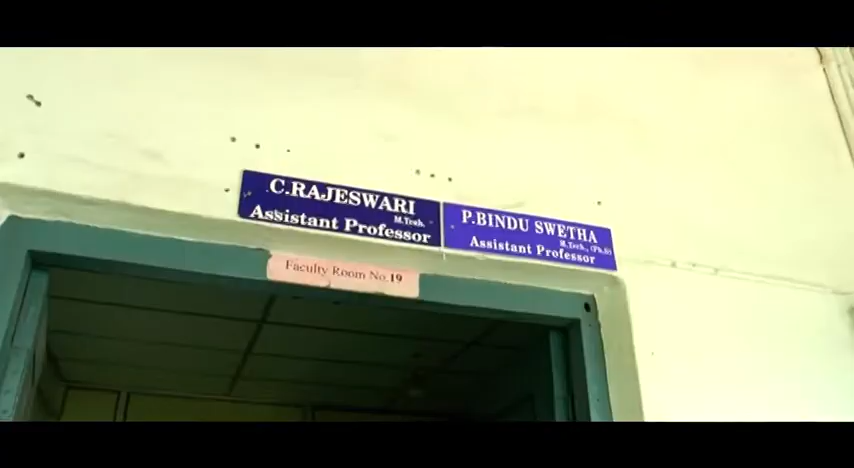 C.RAJESWARI
M.Tech.
Assistant Professor
P.BINDU SWETHA
M.Tech., (Ph.D)
Assistant Professor
Faculty Room No.19